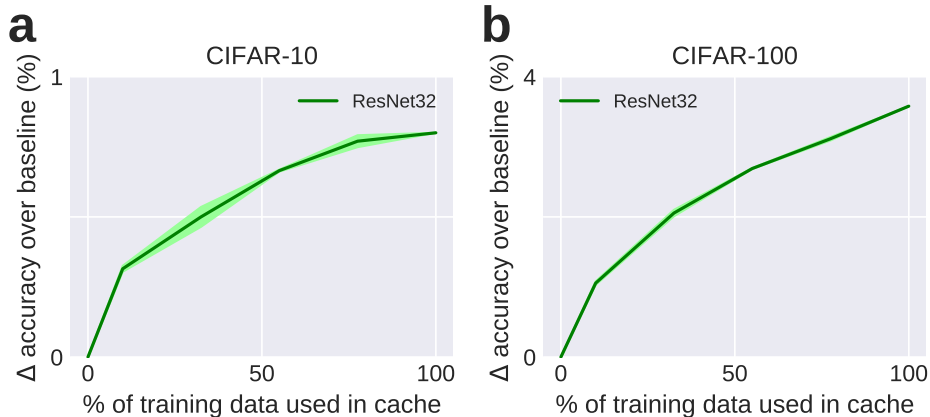 a
CIFAR-10
Δ accuracy over baseline (%)
1
0
ResNet32
0 50 100
% of training data used in cache
b
CIFAR-100
Δ accuracy over baseline (%)
4
0
ResNet32
0 50 100
% of training data used in cache